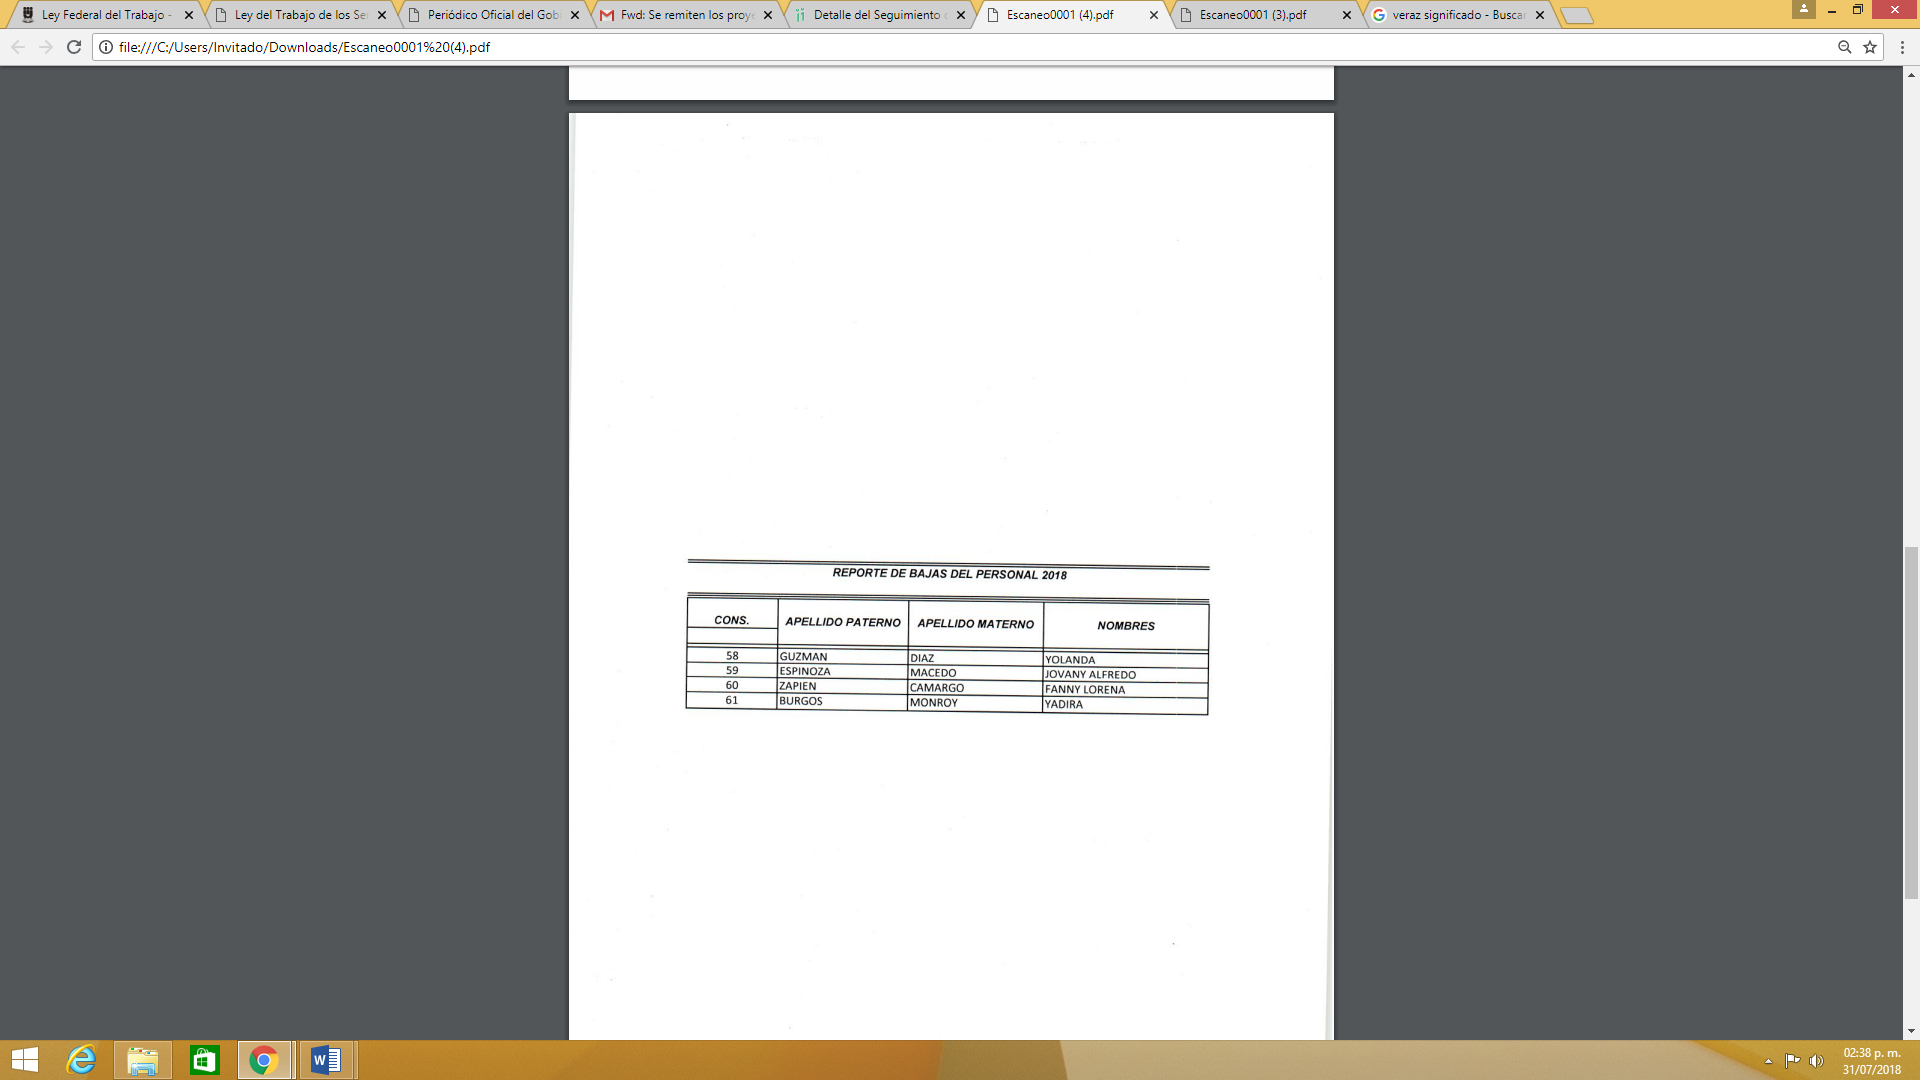 Ley Federal del Trabajo -
Ley del Trabajo de los Se
Periódico Oficial del Gob
Fwd: Se remiten los proy
Detalle del Seguimiento
Escaneo0001 (4).pdf
Escaneo0001 (3).pdf
veraz significado - Busca
file:///C:/Users/Invitado/Downloads/Escaneo0001%20(4).pdf
REPORTE DE BAJAS DEL PERSONAL 2018
CONS. APELLIDO PATERNO APELLIDO MATERNO NOMBRES
58 GUZMAN DIAZ YOLANDA
59 ESPINOZA MACEDO JOVANY ALFREDO
60 ZAPIEN CAMARGO FANNY LORENA
61 BURGOS MONROY YADIRA
02:38 p. m.
31/07/2018